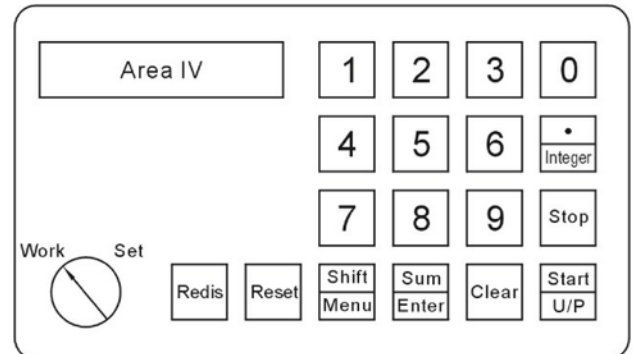 Area IV
1 2 3 0
4 5 6 •
Integer
7 8 9 Stop
Work Set
Redis Reset Shift Sum Clear Start
Menu Enter U/P